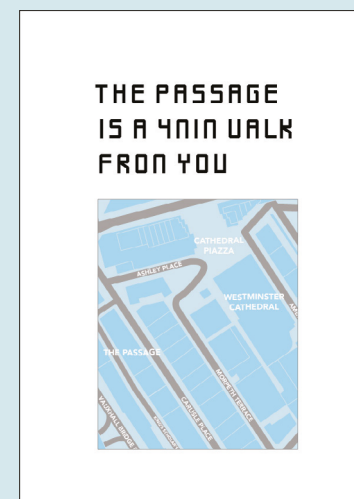 THE PASSAGE
IS A 4MIN WALK
FROM YOU
CATHEDRAL
PIAZZA
ASHLEY PLACE
WESTMINSTER
CATHEDRAL
THE PASSAGE
MORPETH TERRACE
CARLISLE PLACE
VAUXHALL BRIDGE